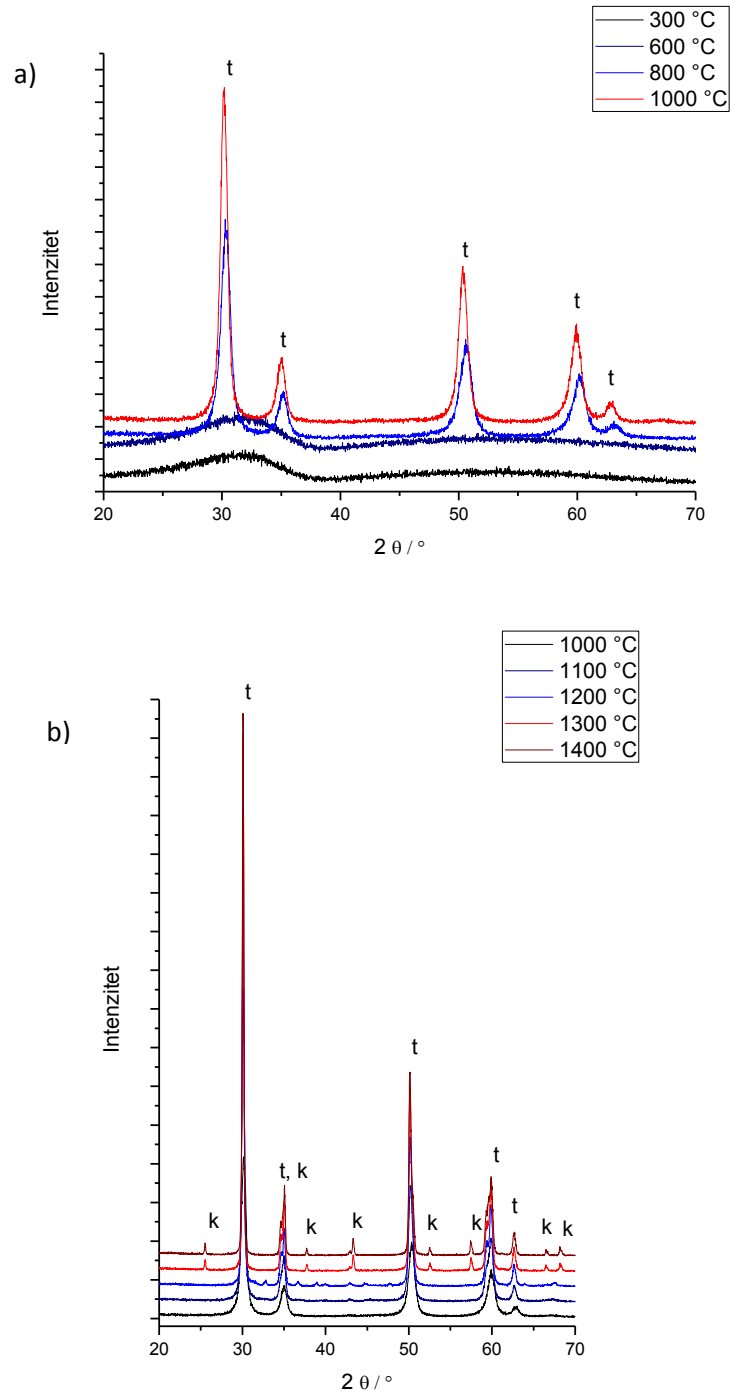 300 °C
600 °C
800 °C
1000 °C
a)
t
t
t
t
t
Intenzitet
20 30 40 50 60 70
2 θ / °
1000 °C
1100 °C
1200 °C
1300 °C
1400 °C
b)
t
t
t, k
t
t
k k k k k k k
Intenzitet
20 30 40 50 60 70
2 θ / °